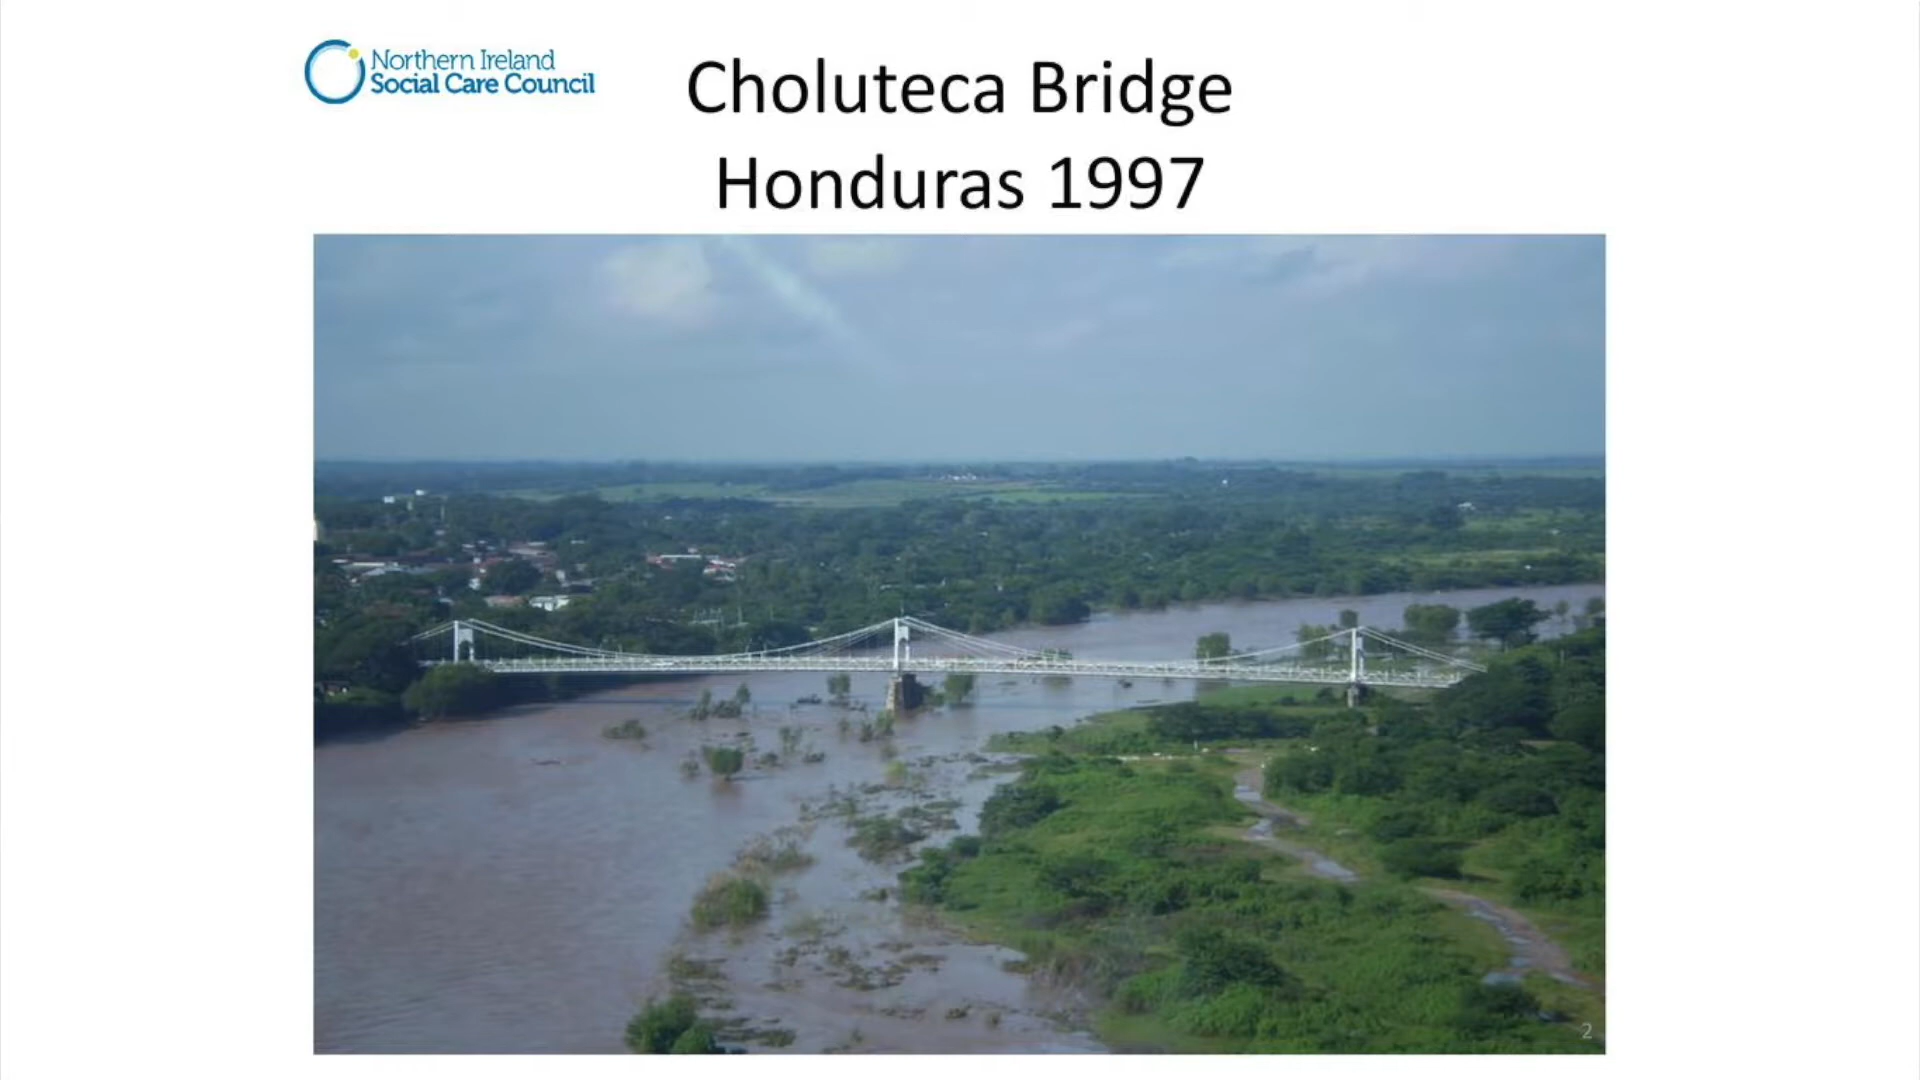 Northern Ireland
Social Care Council
Choluteca Bridge
Honduras 1997
2